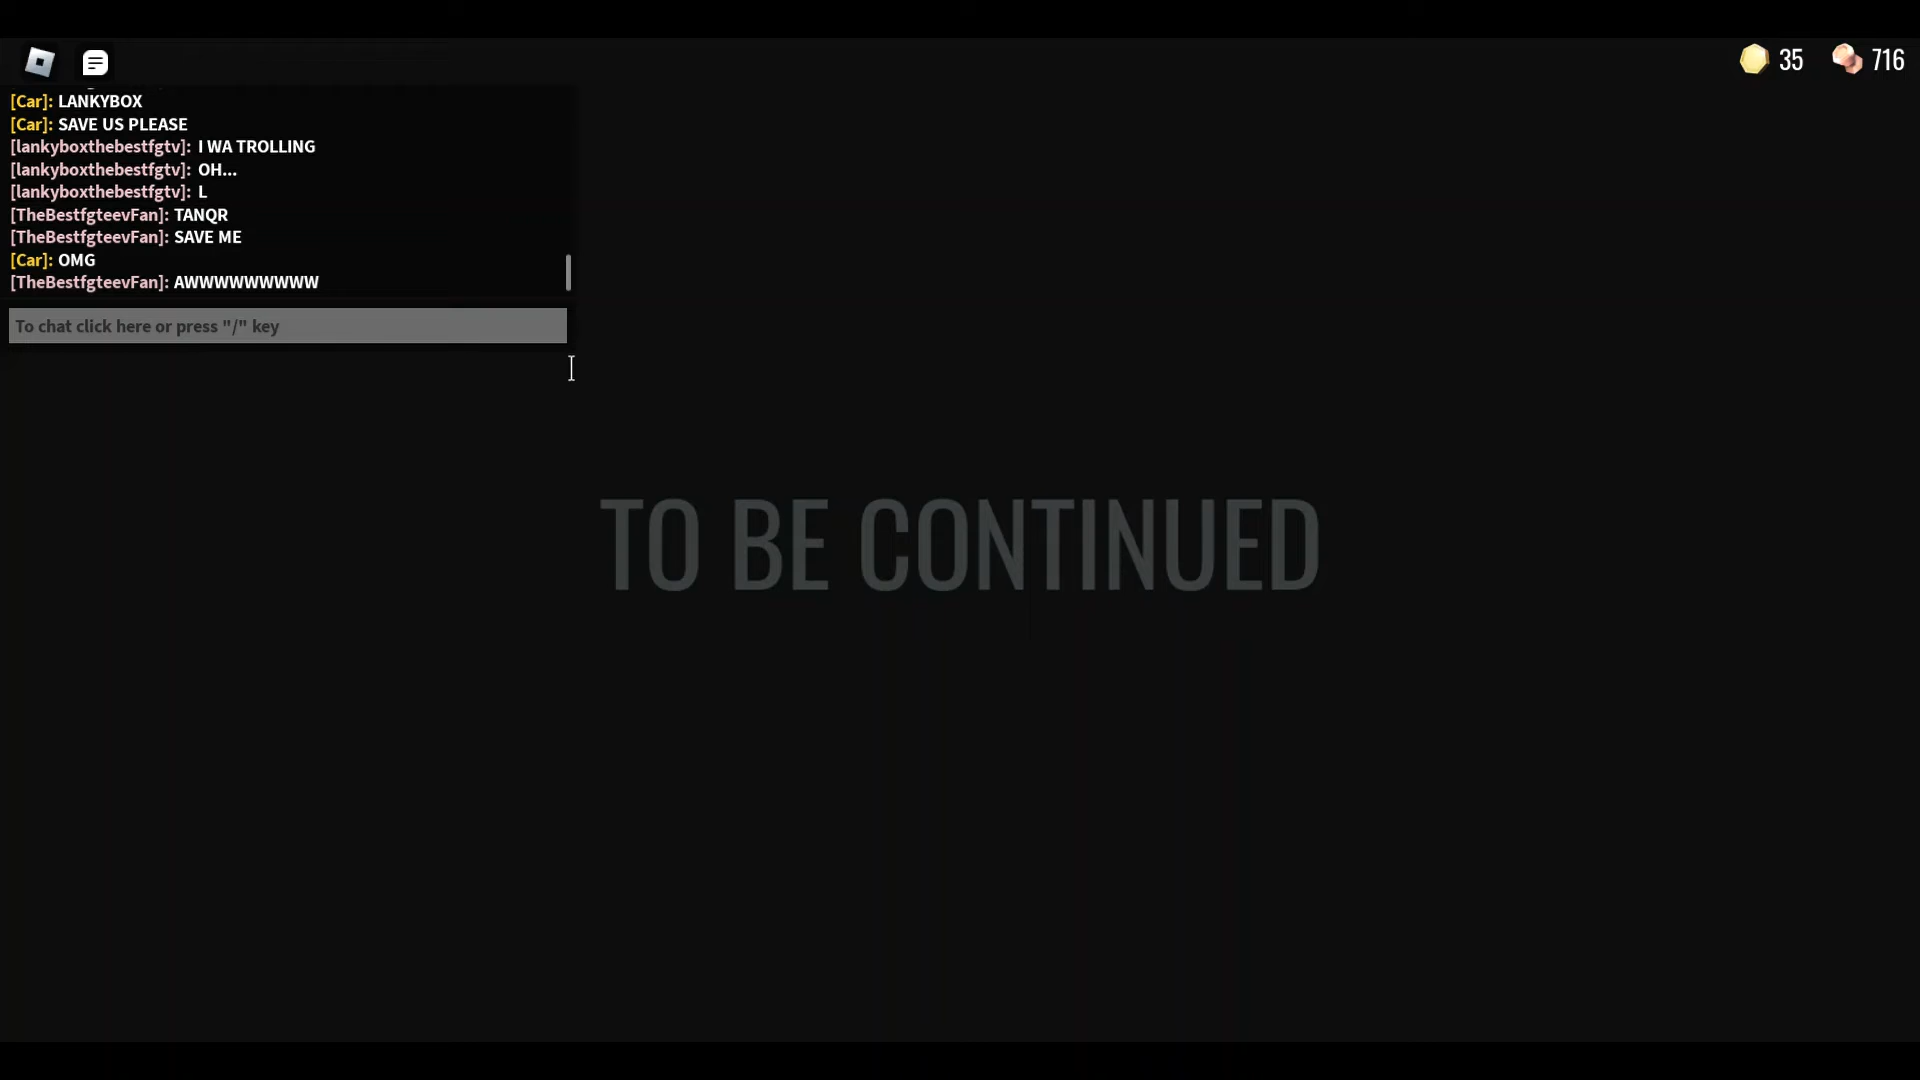 35 716
[Car]: LANKYBOX
[Car]: SAVE US PLEASE
[lankyboxthebestfgtv]: I WA TROLLING
[lankyboxthebestfgtv]: OH...
[lankyboxthebestfgtv]: L
[TheBestfgteevFan]: TANQR
[TheBestfgteevFan]: SAVE ME
[Car]: OMG
[TheBestfgteevFan]: AWWWWWWWWW
To chat click here or press "/" key
TO BE CONTINUED